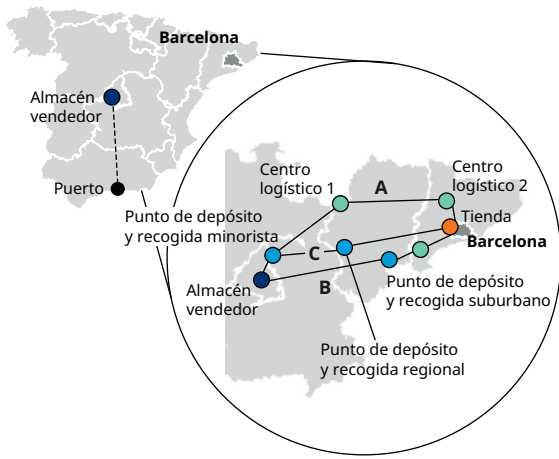 Barcelona
Almacén
vendedor
Puerto
Centro
logístico 1
A
Centro
logístico 2
Tienda
Barcelona
Punto de depósito
y recogida minorista
C
Almacén
vendedor
B
Punto de depósito
y recogida suburbano
Punto de depósito
y recogida regional